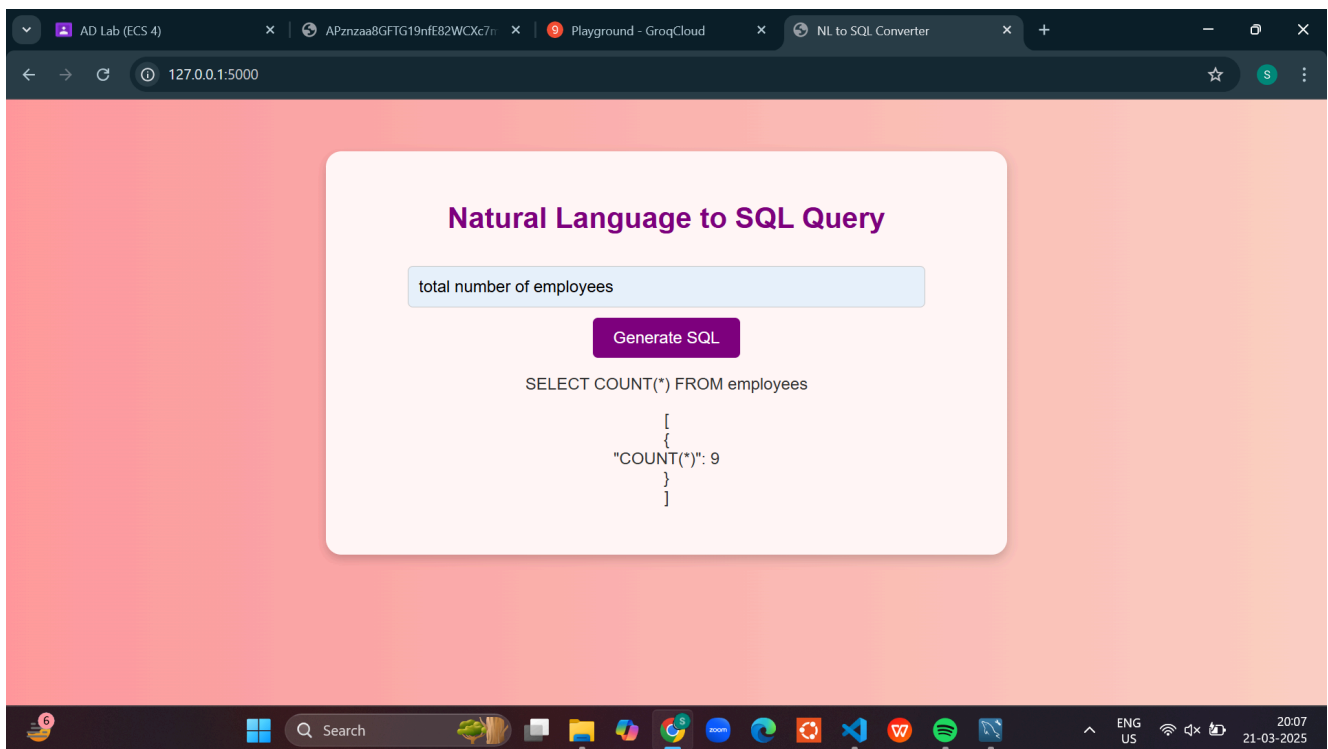 AD Lab (ECS 4)
APznzaa8GFTG19nfE82WCXc7
Playground - GroqCloud
NL to SQL Converter
127.0.0.1:5000
S
Natural Language to SQL Query
total number of employees
Generate SQL
SELECT COUNT(*) FROM employees
[
{
"COUNT(*)": 9
}
]
6
Search
S
zoom
ENG
US
20:07
21-03-2025